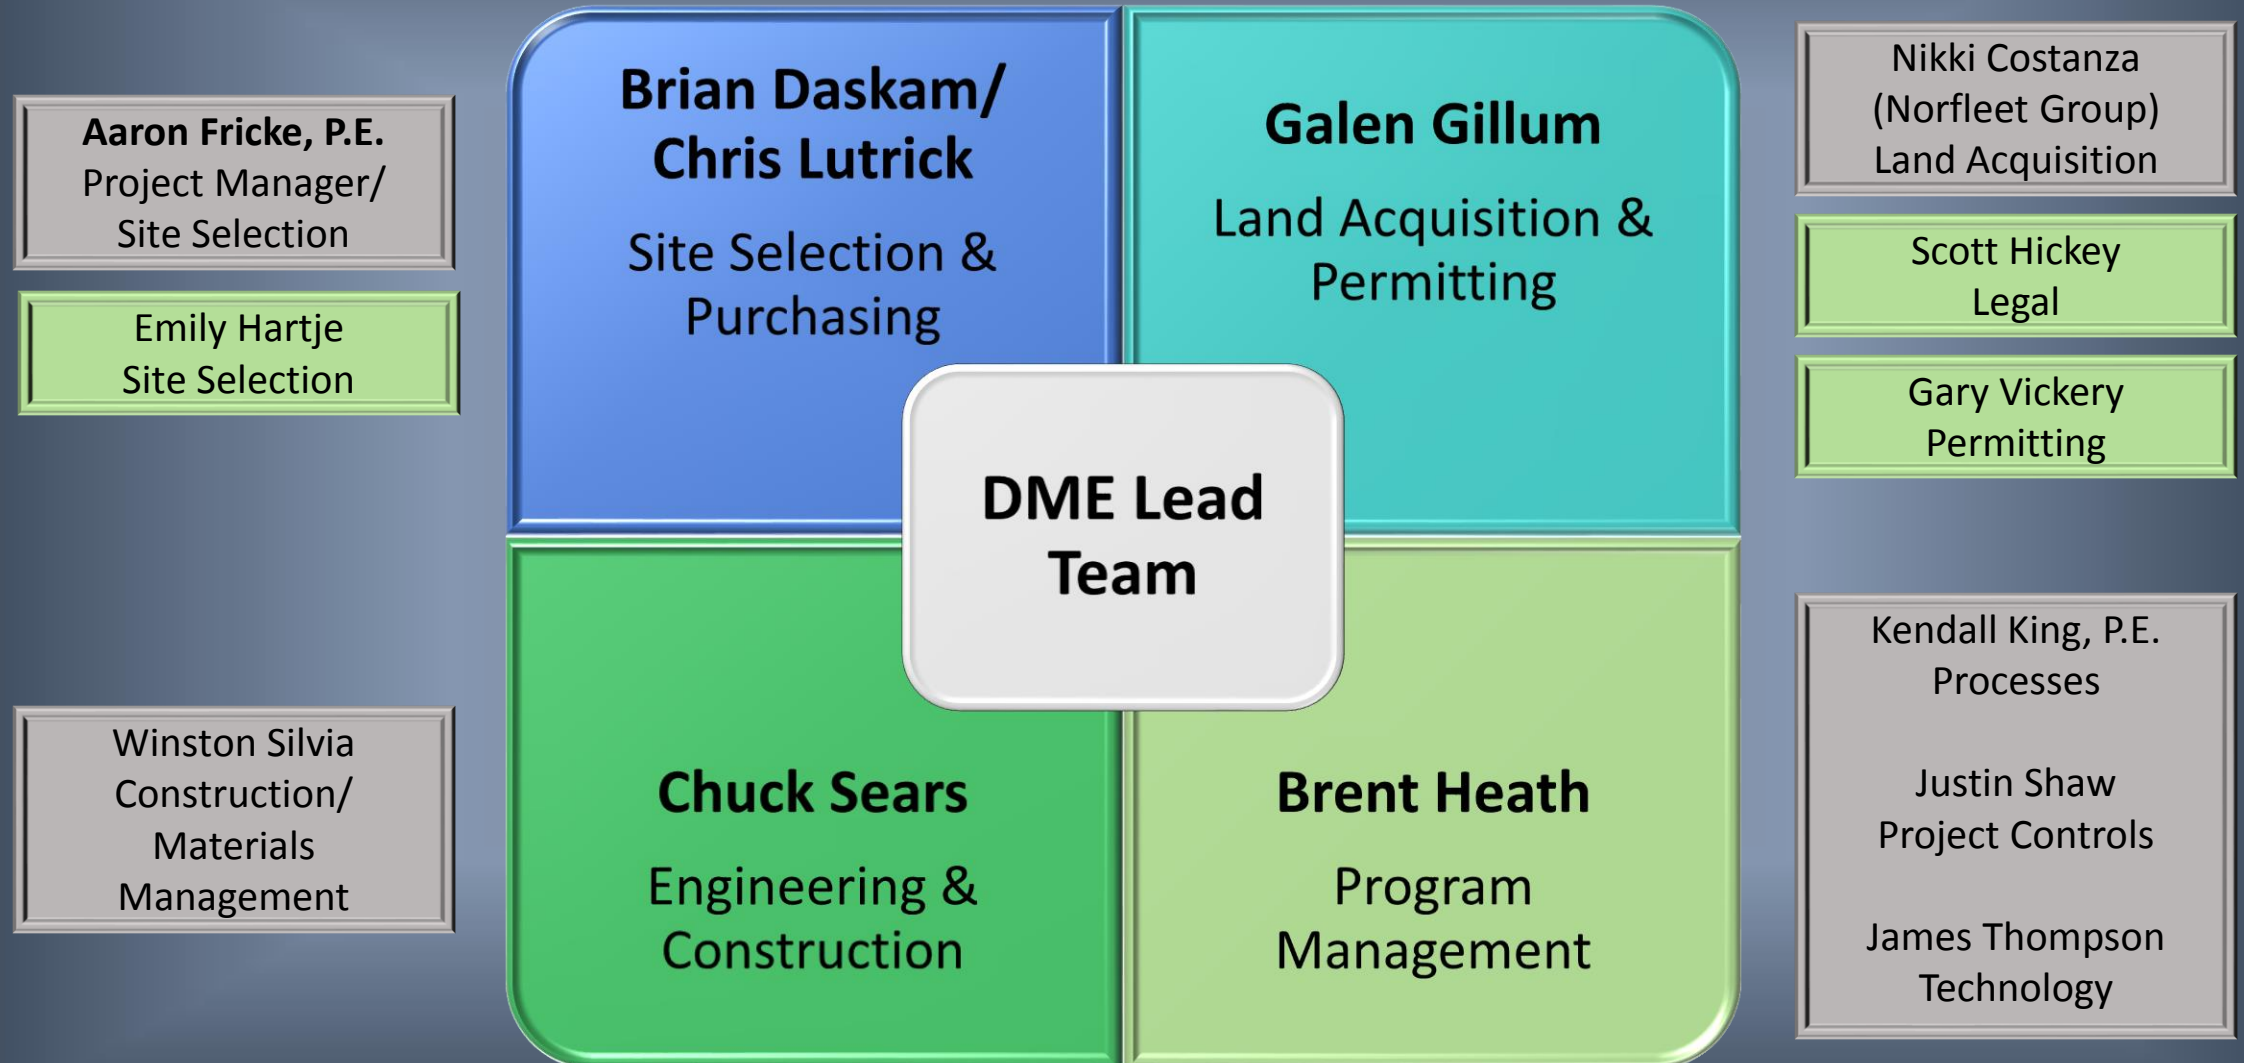 Aaron Fricke, P.E.
Project Manager/
Site Selection
Emily Hartje
Site Selection
Brian Daskam/
Chris Lutrick
Site Selection &
Purchasing
Galen Gillum
Land Acquisition &
Permitting
Nikki Costanza
(Norfleet Group)
Land Acquisition
Scott Hickey
Legal
Gary Vickery
Permitting
DME Lead
Team
Winston Silvia
Construction/
Materials
Management
Chuck Sears
Engineering &
Construction
Brent Heath
Program
Management
Kendall King, P.E.
Processes
Justin Shaw
Project Controls
James Thompson
Technology